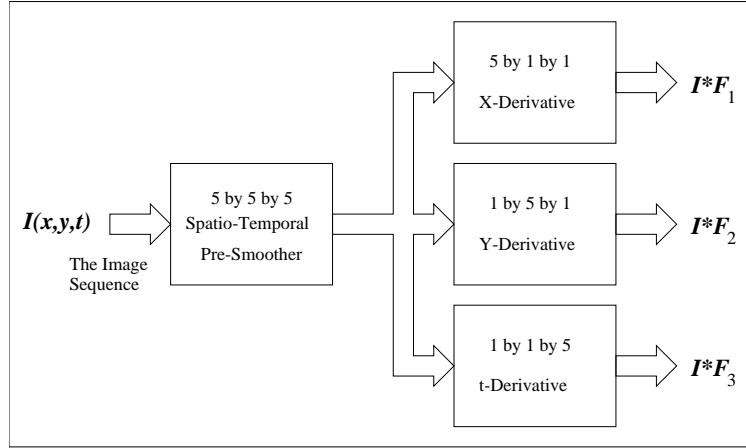 I(x,y,t)
The Image
Sequence
5 by 5 by 5
Spatio-Temporal
Pre-Smoother
5 by 1 by 1
X-Derivative
I*F1
1 by 5 by 1
Y-Derivative
I*F2
1 by 1 by 5
t-Derivative
I*F3